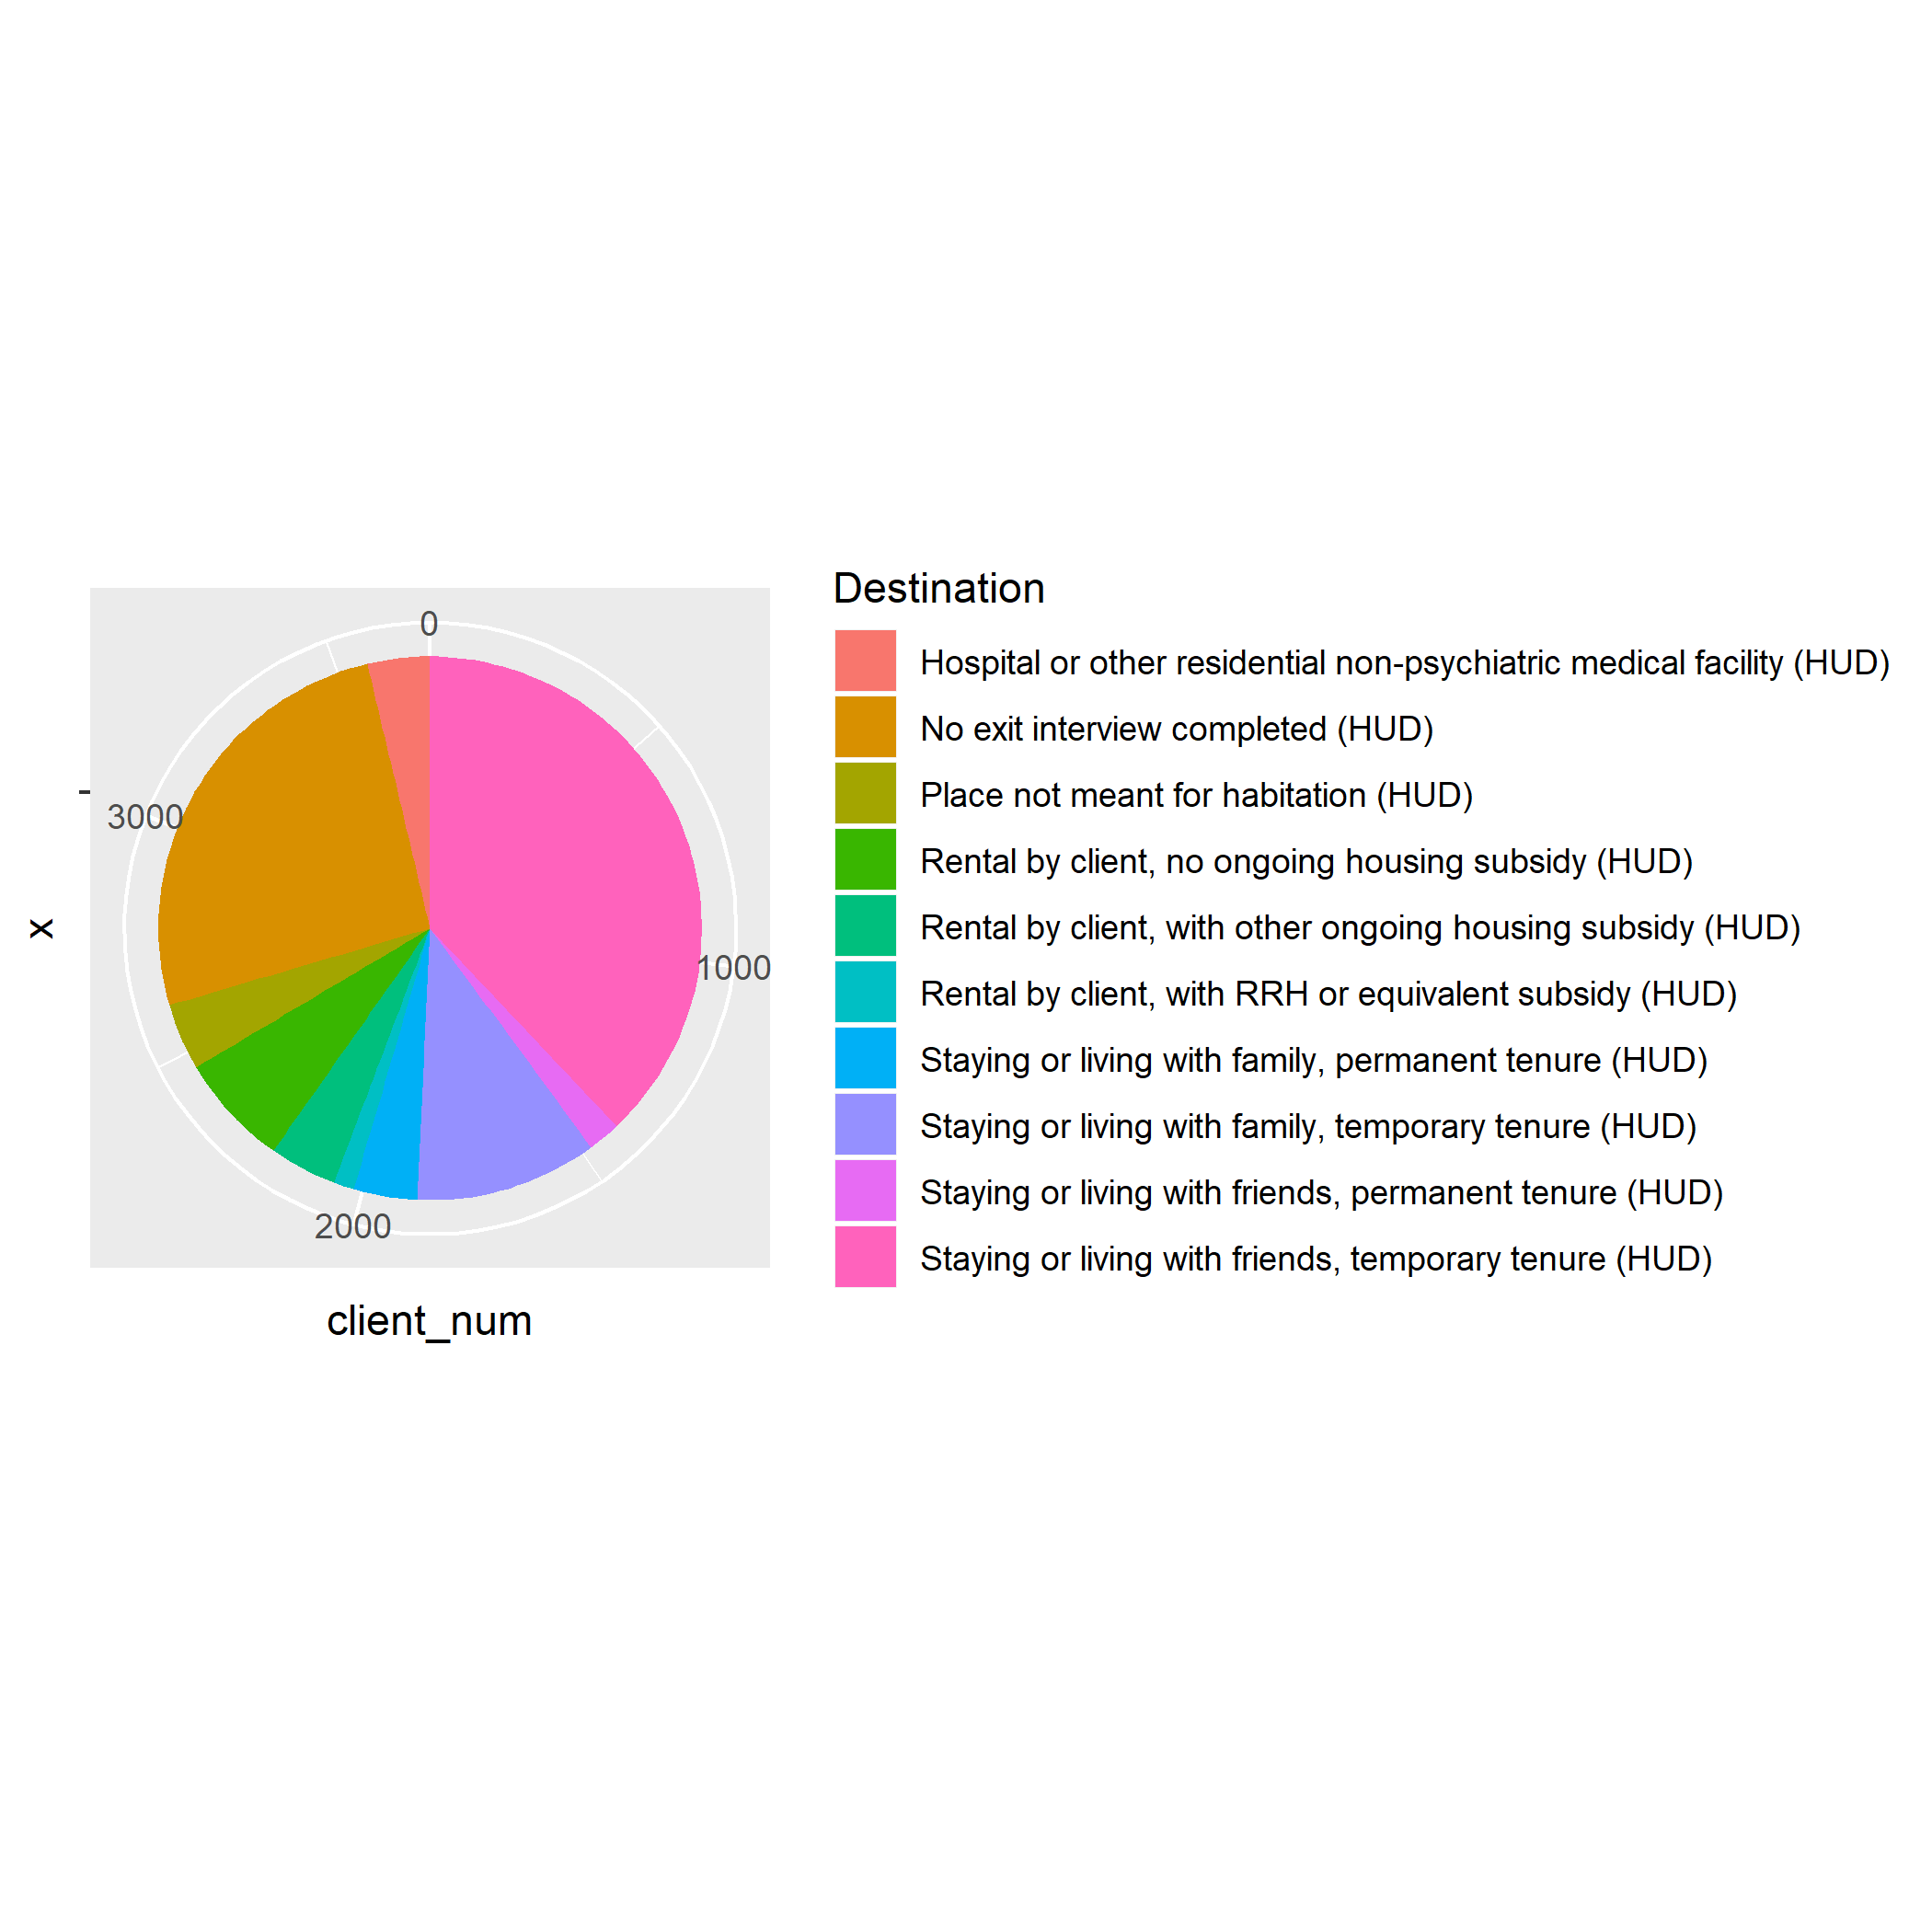 0
3000
1000
2000
x
client_num
Destination
Hospital or other residential non-psychiatric medical facility (HUD)
No exit interview completed (HUD)
Place not meant for habitation (HUD)
Rental by client, no ongoing housing subsidy (HUD)
Rental by client, with other ongoing housing subsidy (HUD)
Rental by client, with RRH or equivalent subsidy (HUD)
Staying or living with family, permanent tenure (HUD)
Staying or living with family, temporary tenure (HUD)
Staying or living with friends, permanent tenure (HUD)
Staying or living with friends, temporary tenure (HUD)